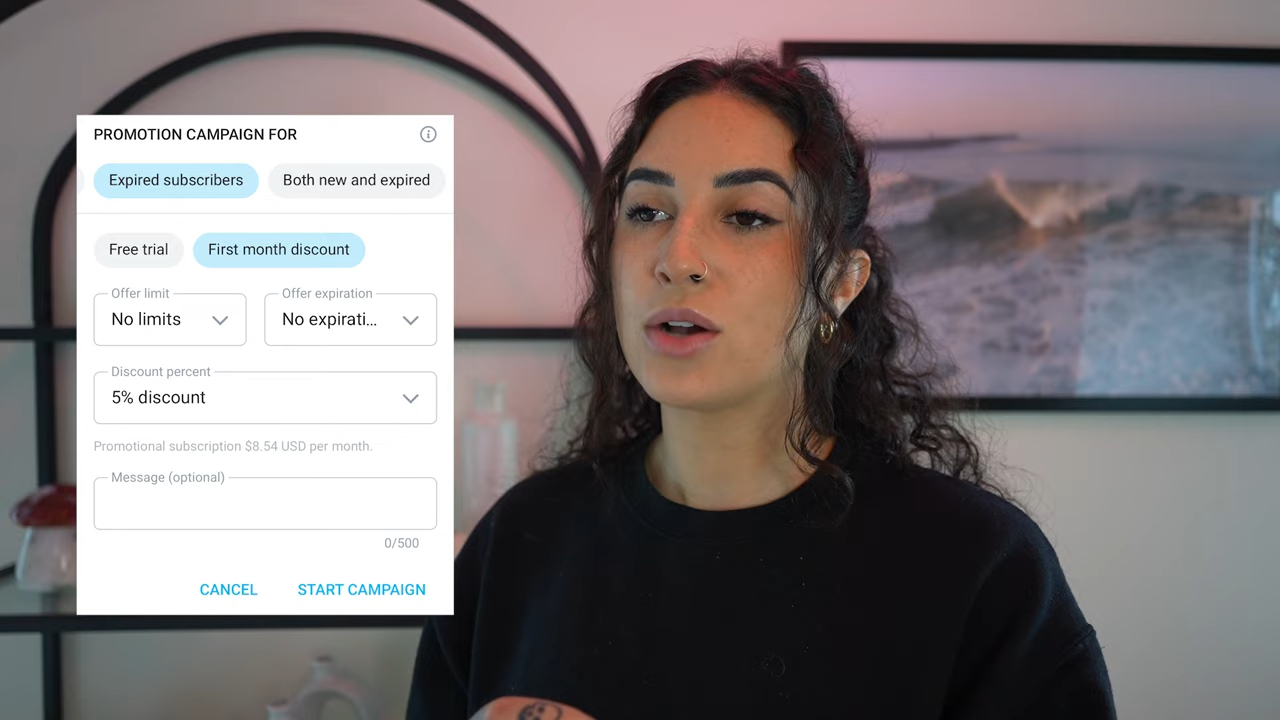 PROMOTION CAMPAIGN FOR
Expired subscribers
Both new and expired
Free trial
First month discount
Offer limit
Offer expiration
No limits
No expirati...
Discount percent
5% discount
Promotional subscription $8.54 USD per month.
Message (optional)
0/500
CANCEL
START CAMPAIGN